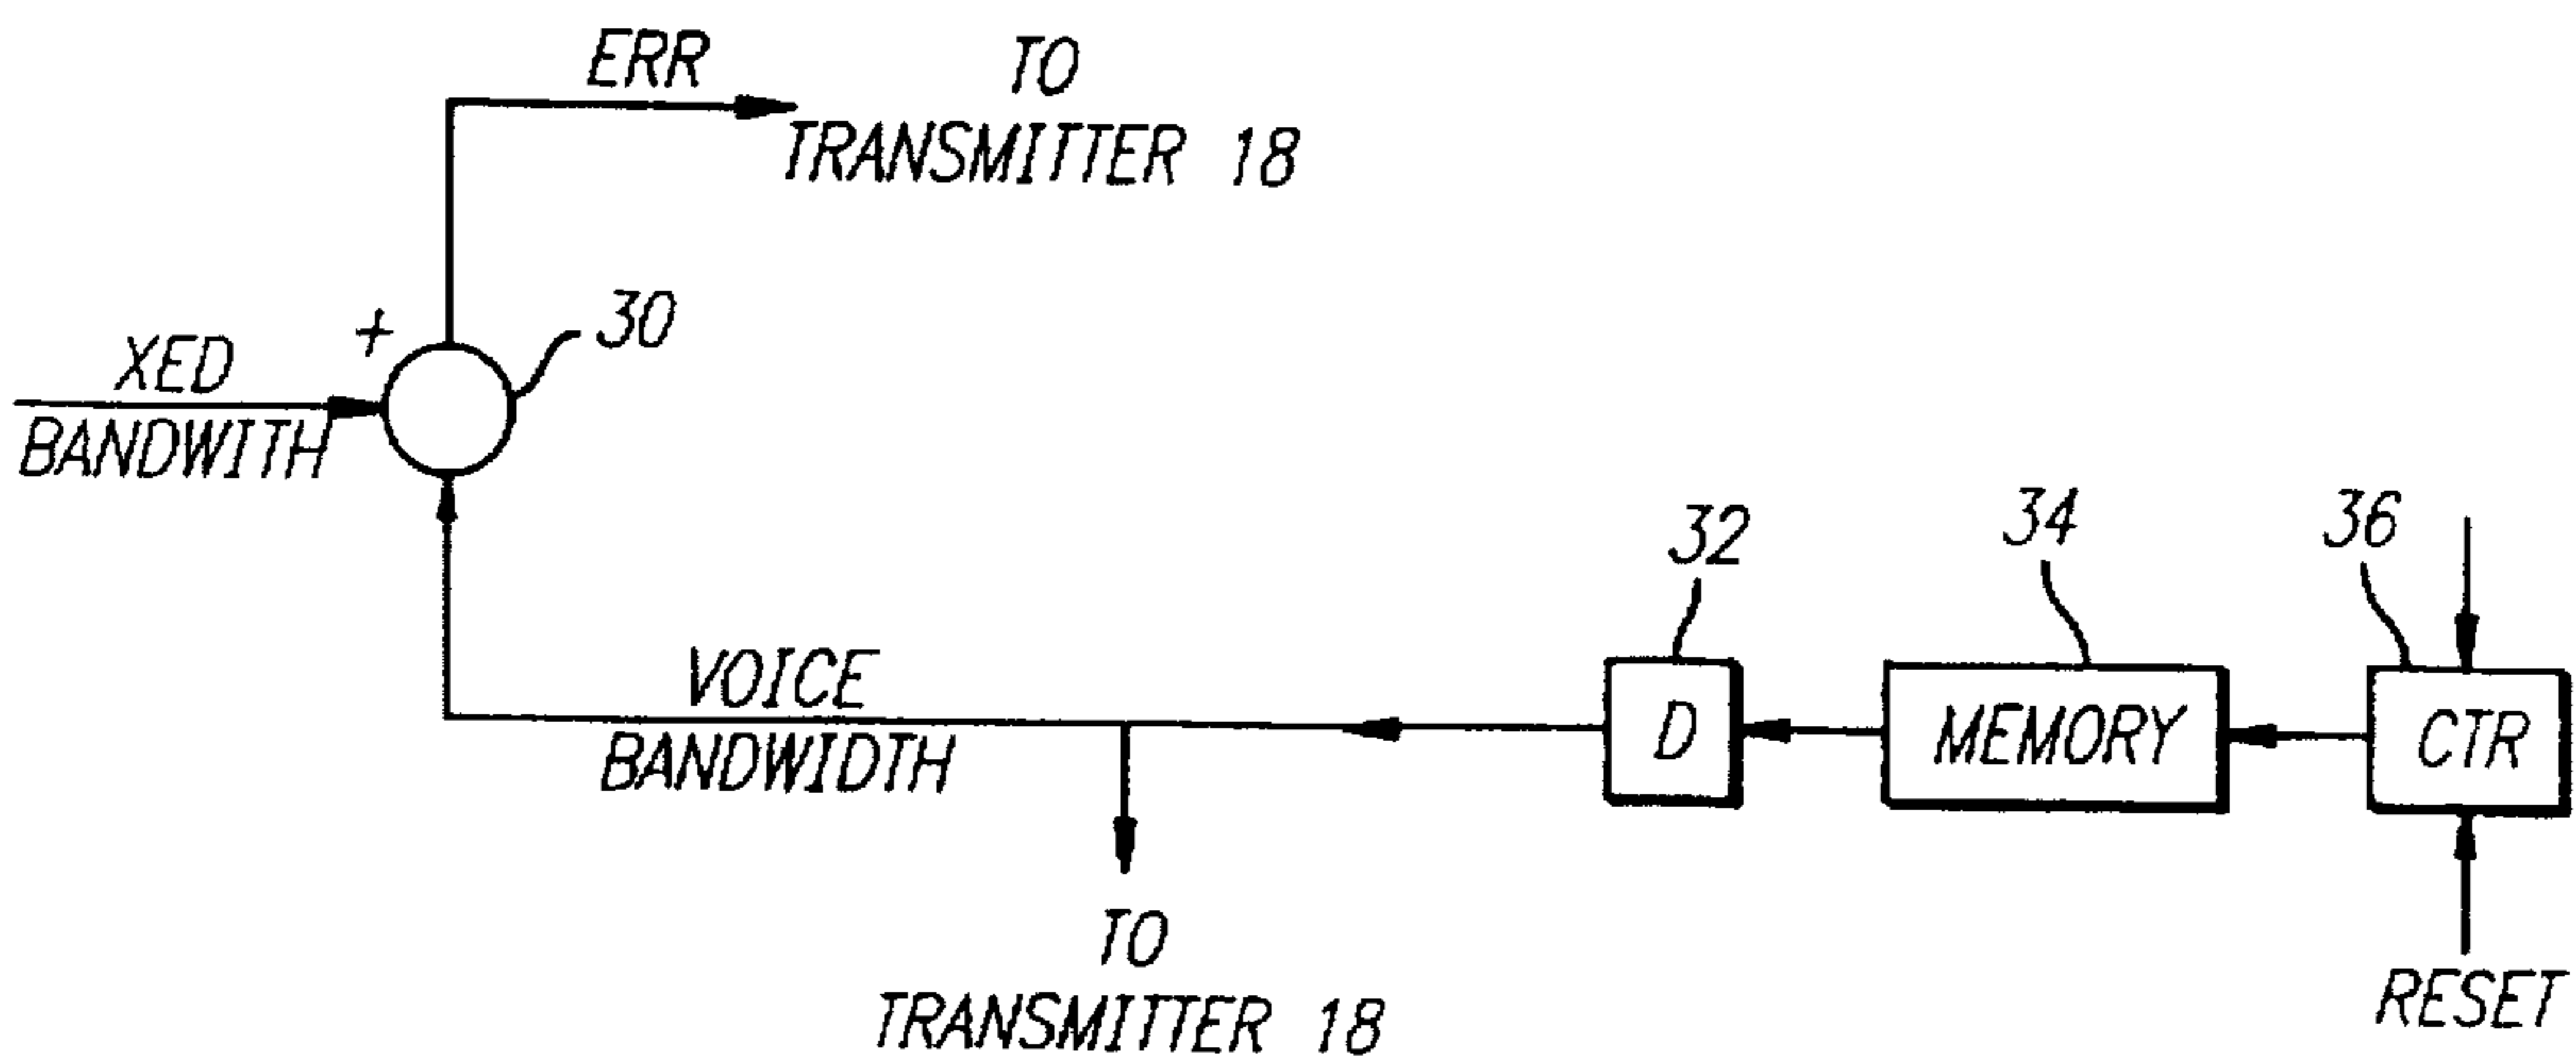 ERR
TO
TRANSMITTER 18
+
30
XED
BANDWITH
32
34
36
VOICE
BANDWIDTH
D
MEMORY
CTR
TO
TRANSMITTER 18
RESET